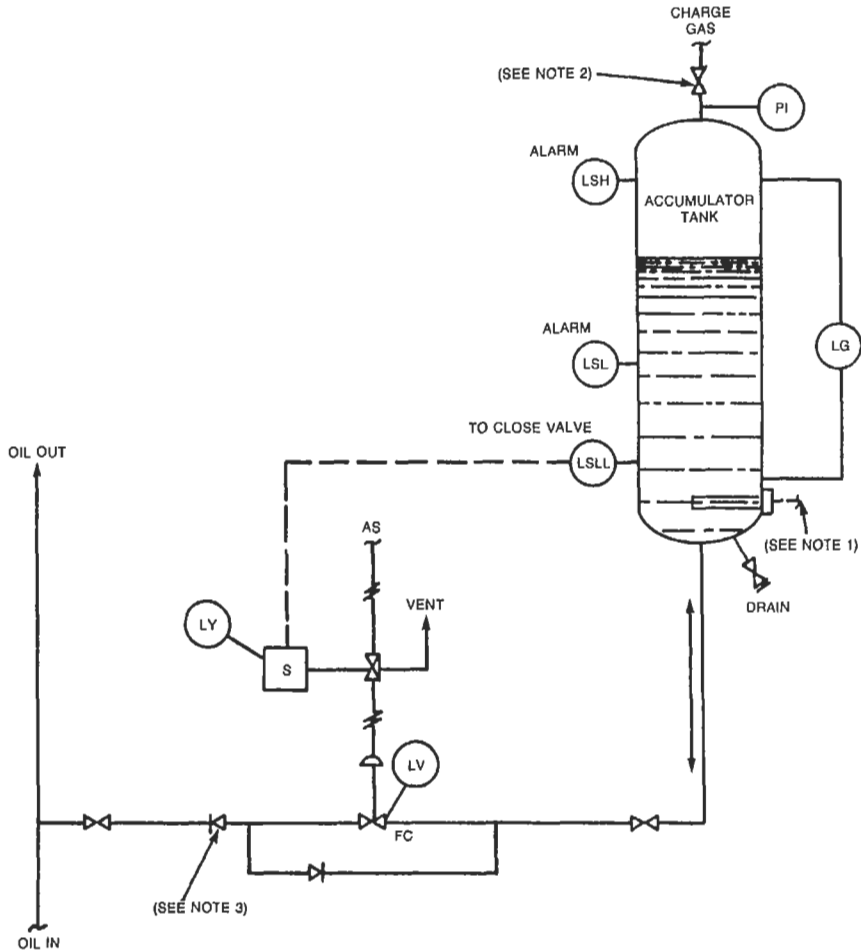 CHARGE
GAS
(SEE NOTE 2)
PI
ALARM
LSH
ACCUMULATOR
TANK
ALARM
LSL
LG
TO CLOSE VALVE
LSLL
OIL OUT
(SEE NOTE 1)
AS
DRAIN
VENT
LY
S
LV
FC
(SEE NOTE 3)
OIL IN